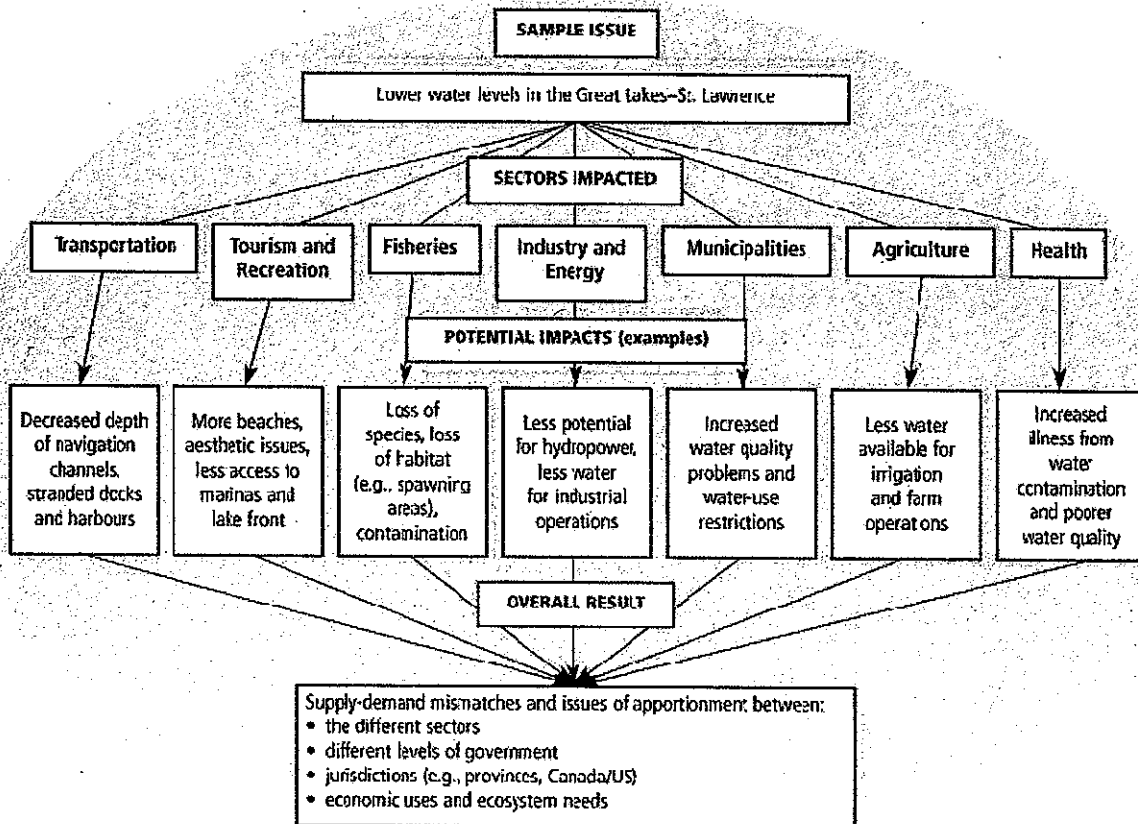 SAMPLE ISSUE
Lower water levels in the Great Lakes–St. Lawrence
SECTORS IMPACTED
Transportation
Tourism and
Recreation
Fisheries
Industry and
Energy
Municipalities
Agriculture
Health
POTENTIAL IMPACTS (examples)
Decreased depth
of navigation
channels,
stranded docks
and harbours
More beaches,
aesthetic issues,
less access to
marinas and
lake front
Loss of
species, loss
of habitat
(e.g., spawning
areas),
contamination
Less potential
for hydropower,
less water
for industrial
operations
Increased
water quality
problems and
water-use
restrictions
Less water
available for
irrigation
and farm
operations
Increased
illness from
water
contamination
and poorer
water quality
OVERALL RESULT
Supply-demand mismatches and issues of apportionment between:
• the different sectors
• different levels of government
• jurisdictions (e.g., provinces, Canada/US)
• economic uses and ecosystem needs